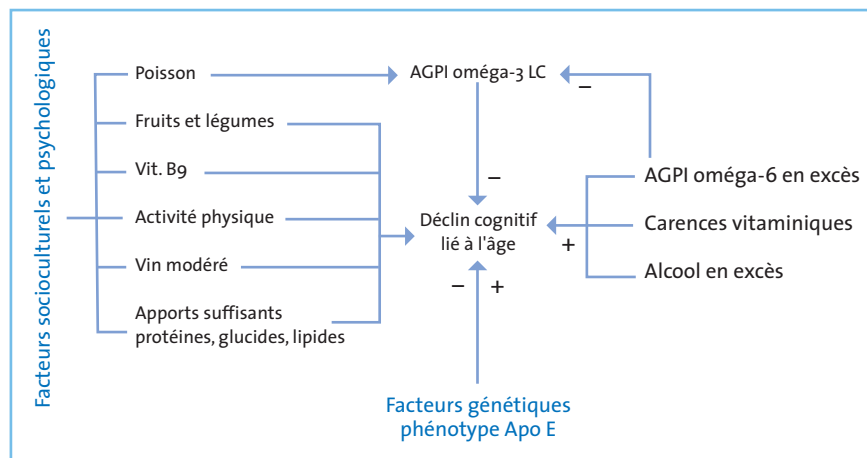 Facteurs socioculturels et psychologiques
Poisson
AGPI oméga-3 LC
–
Fruits et légumes
Vit. B9
–
AGPI oméga-6 en excès
Activité physique
Déclin cognitif
lié à l'âge
+
Carences vitaminiques
Vin modéré
Alcool en excès
– +
Apports suffisants
protéines, glucides, lipides
Facteurs génétiques
phénotype Apo E